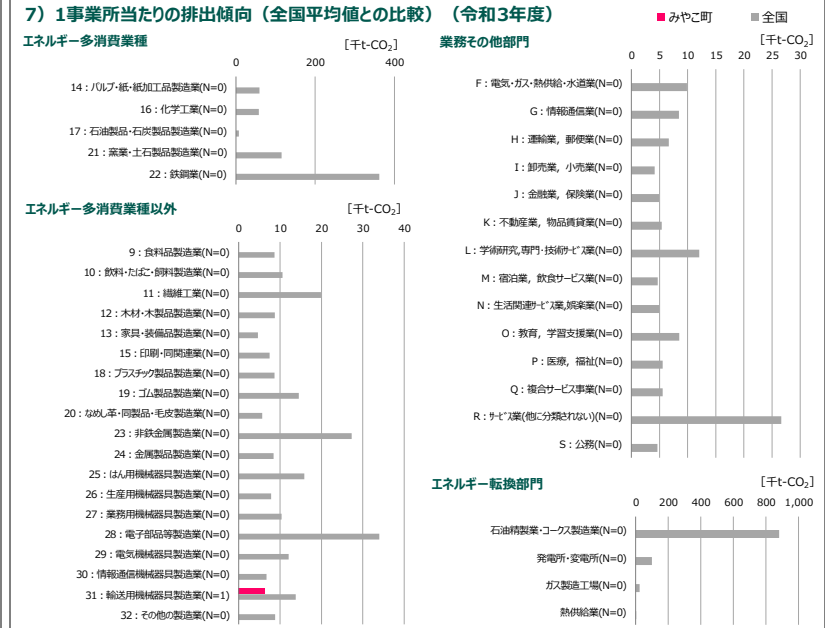 7）1事業所当たりの排出傾向（全国平均値との比較）（令和3年度）
みやこ町 全国
エネルギー多消費業種
[千t-CO₂]
0 200 400
14：パルプ・紙・紙加工品製造業(N=0)
16：化学工業(N=0)
17：石油製品・石炭製品製造業(N=0)
21：窯業・土石製品製造業(N=0)
22：鉄鋼業(N=0)
エネルギー多消費業種以外
[千t-CO₂]
0 10 20 30 40
9：食料品製造業(N=0)
10：飲料・たばこ・飼料製造業(N=0)
11：繊維工業(N=0)
12：木材・木製品製造業(N=0)
13：家具・装備品製造業(N=0)
15：印刷・同関連業(N=0)
18：プラスチック製品製造業(N=0)
19：ゴム製品製造業(N=0)
20：なめし革・同製品・毛皮製造業(N=0)
23：非鉄金属製造業(N=0)
24：金属製品製造業(N=0)
25：はん用機械器具製造業(N=0)
26：生産用機械器具製造業(N=0)
27：業務用機械器具製造業(N=0)
28：電子部品等製造業(N=0)
29：電気機械器具製造業(N=0)
30：情報通信機械器具製造業(N=0)
31：輸送用機械器具製造業(N=1)
32：その他の製造業(N=0)
業務その他部門
[千t-CO₂]
0 5 10 15 20 25 30
F：電気・ガス・熱供給・水道業(N=0)
G：情報通信業(N=0)
H：運輸業，郵便業(N=0)
I：卸売業，小売業(N=0)
J：金融業，保険業(N=0)
K：不動産業，物品賃貸業(N=0)
L：学術研究,専門・技術ｻｰﾋﾞｽ業(N=0)
M：宿泊業，飲食サービス業(N=0)
N：生活関連ｻｰﾋﾞｽ業,娯楽業(N=0)
O：教育，学習支援業(N=0)
P：医療，福祉(N=0)
Q：複合サービス事業(N=0)
R：ｻｰﾋﾞｽ業(他に分類されない)(N=0)
S：公務(N=0)
エネルギー転換部門
[千t-CO₂]
0 200 400 600 800 1,000
石油精製業・コークス製造業(N=0)
発電所・変電所(N=0)
ガス製造工場(N=0)
熱供給業(N=0)